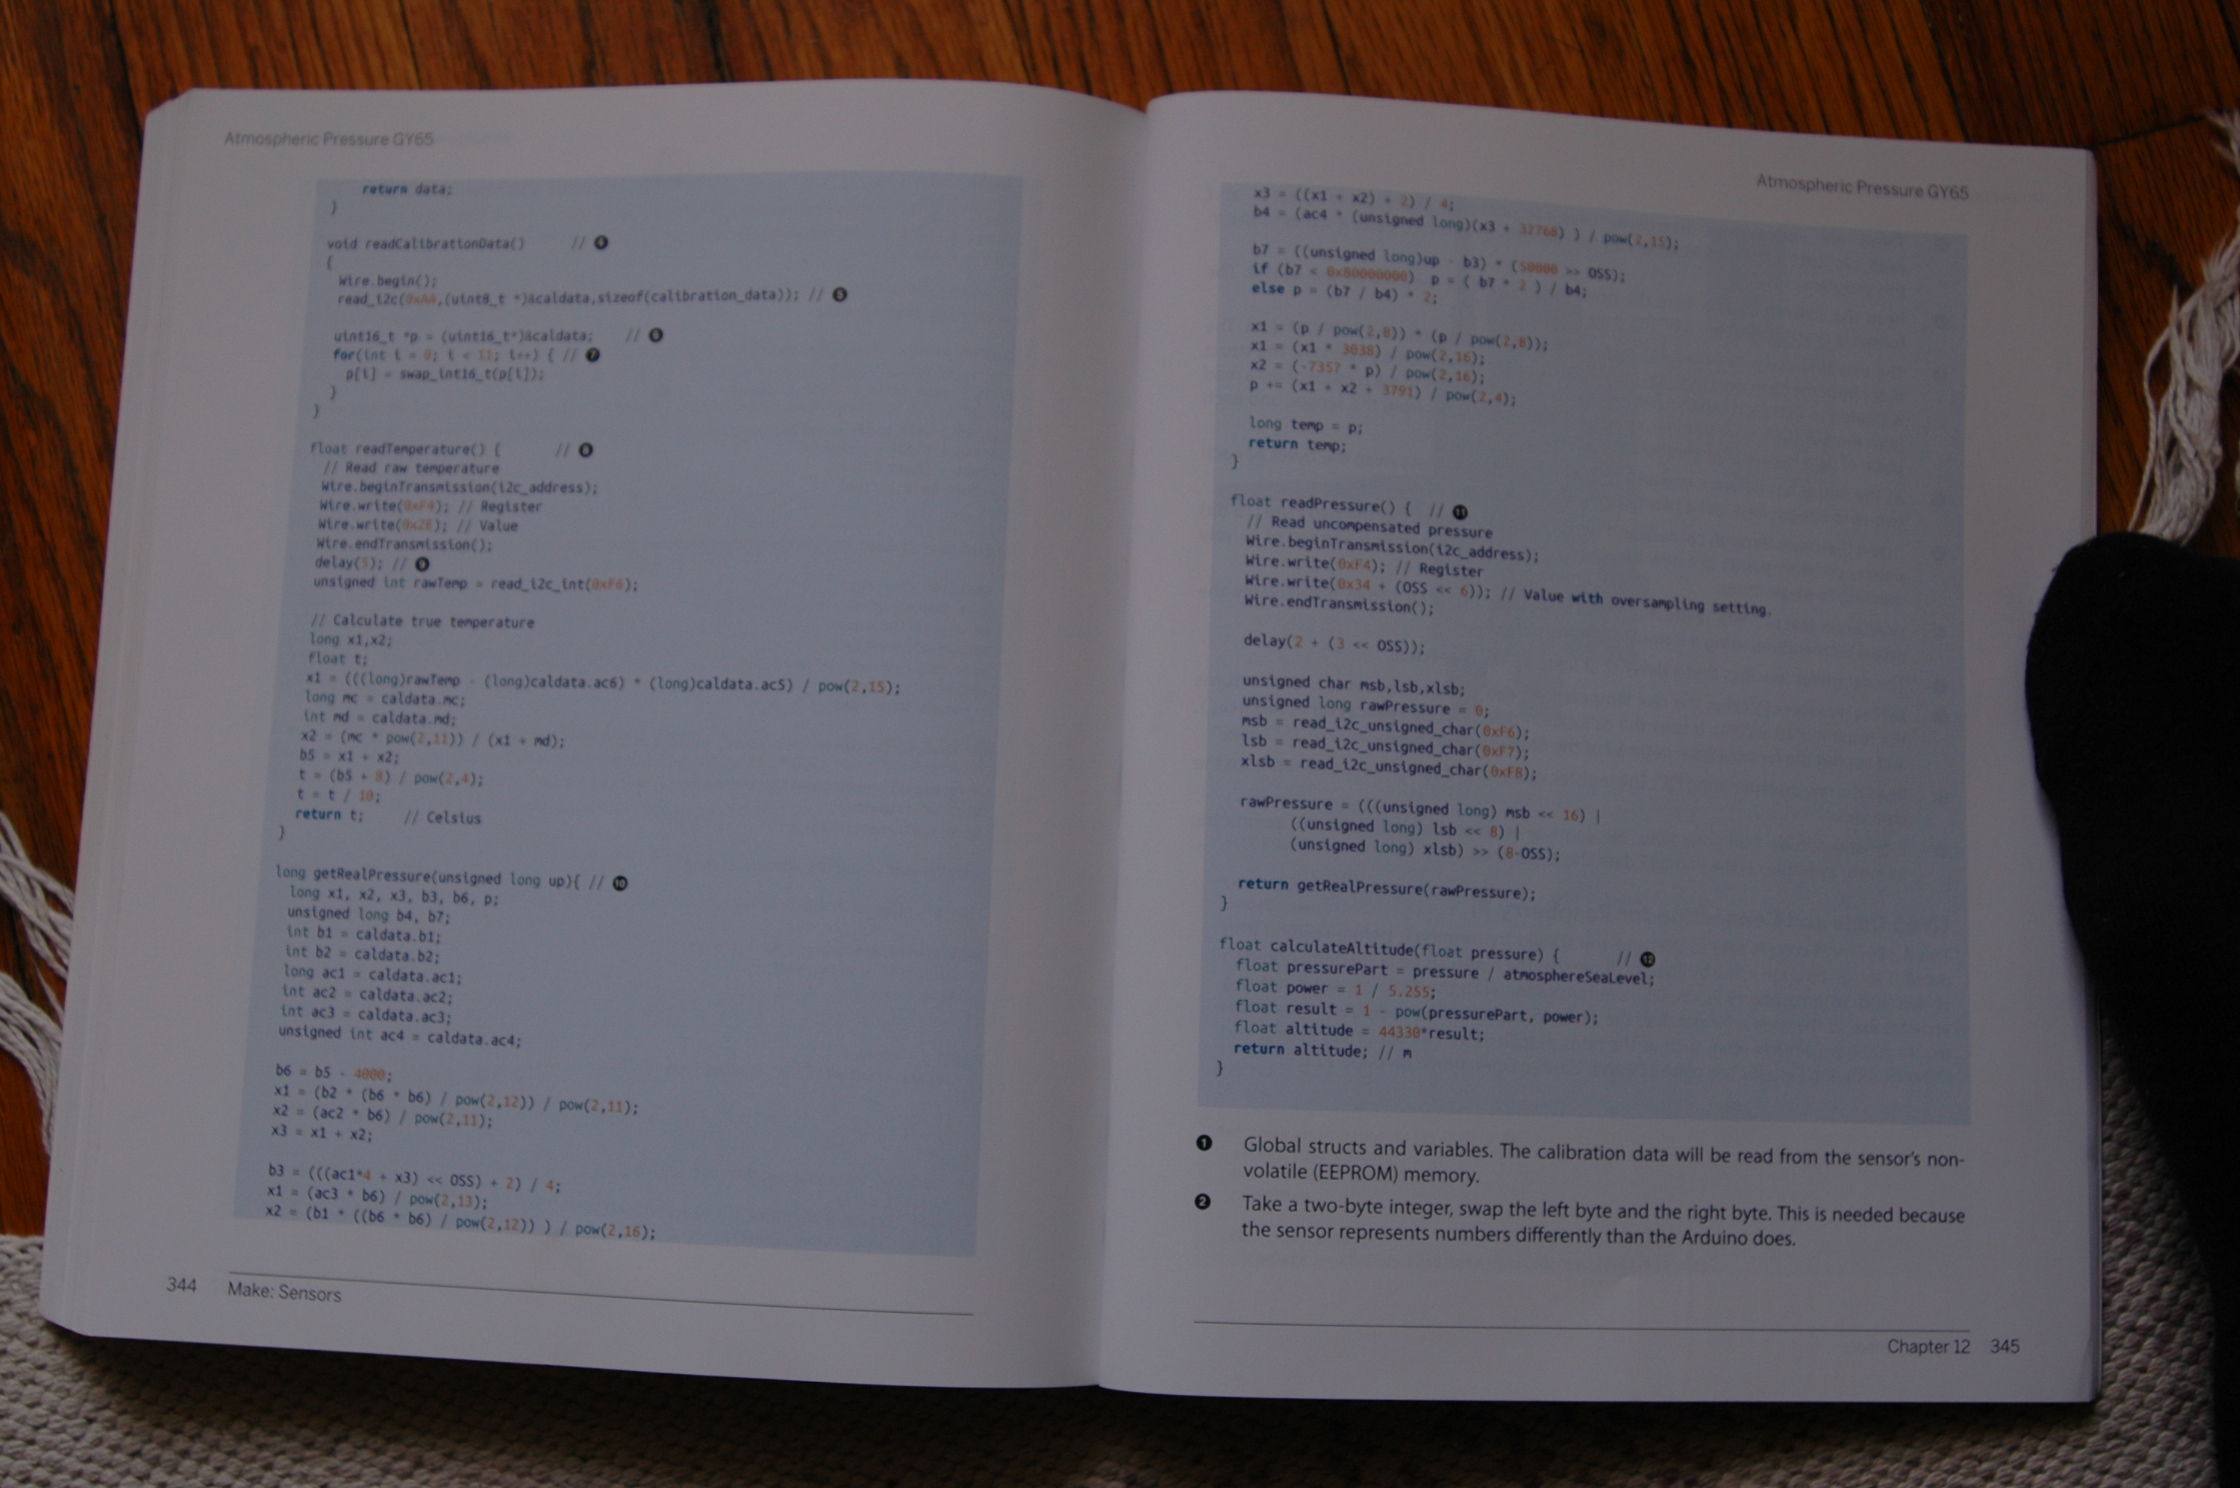 Atmospheric Pressure GY65
return data;
}
void readCalibrationData() // 4
{
Wire.begin();
read_i2c(0xAA,(uint8_t *)&caldata,sizeof(calibration_data)); // 5
uint16_t *p = (uint16_t*)&caldata; // 6
for(int i = 0; i < 11; i++) { // 7
p[i] = swap_int16_t(p[i]);
}
}
float readTemperature() { // 8
// Read raw temperature
Wire.beginTransmission(i2c_address);
Wire.write(0xF4); // Register
Wire.write(0x2E); // Value
Wire.endTransmission();
delay(5); // 9
unsigned int rawTemp = read_i2c_int(0xF6);
// Calculate true temperature
long x1,x2;
float t;
x1 = (((long)rawTemp - (long)caldata.ac6) * (long)caldata.ac5) / pow(2,15);
long mc = caldata.mc;
int md = caldata.md;
x2 = (mc * pow(2,11)) / (x1 + md);
b5 = x1 + x2;
t = (b5 + 8) / pow(2,4);
t = t / 10;
return t; // Celsius
}
long getRealPressure(unsigned long up){ // 10
long x1, x2, x3, b3, b6, p;
unsigned long b4, b7;
int b1 = caldata.b1;
int b2 = caldata.b2;
long ac1 = caldata.ac1;
int ac2 = caldata.ac2;
int ac3 = caldata.ac3;
unsigned int ac4 = caldata.ac4;
b6 = b5 - 4000;
x1 = (b2 * (b6 * b6) / pow(2,12)) / pow(2,11);
x2 = (ac2 * b6) / pow(2,11);
x3 = x1 + x2;
b3 = (((ac1*4 + x3) << OSS) + 2) / 4;
x1 = (ac3 * b6) / pow(2,13);
x2 = (b1 * ((b6 * b6) / pow(2,12)) ) / pow(2,16);
344 Make: Sensors
Atmospheric Pressure GY65
x3 = ((x1 + x2) + 2) / 4;
b4 = (ac4 * (unsigned long)(x3 + 32768) ) / pow(2,15);
b7 = ((unsigned long)up - b3) * (50000 >> OSS);
if (b7 < 0x80000000) p = ( b7 * 2 ) / b4;
else p = (b7 / b4) * 2;
x1 = (p / pow(2,8)) * (p / pow(2,8));
x1 = (x1 * 3038) / pow(2,16);
x2 = (-7357 * p) / pow(2,16);
p += (x1 + x2 + 3791) / pow(2,4);
long temp = p;
return temp;
}
float readPressure() { // 11
// Read uncompensated pressure
Wire.beginTransmission(i2c_address);
Wire.write(0xF4); // Register
Wire.write(0x34 + (OSS << 6)); // Value with oversampling setting.
Wire.endTransmission();
delay(2 + (3 << OSS));
unsigned char msb,lsb,xlsb;
unsigned long rawPressure = 0;
msb = read_i2c_unsigned_char(0xF6);
lsb = read_i2c_unsigned_char(0xF7);
xlsb = read_i2c_unsigned_char(0xF8);
rawPressure = (((unsigned long) msb << 16) |
((unsigned long) lsb << 8) |
(unsigned long) xlsb) >> (8-OSS);
return getRealPressure(rawPressure);
}
float calculateAltitude(float pressure) { // 12
float pressurePart = pressure / atmosphereSeaLevel;
float power = 1 / 5.255;
float result = 1 - pow(pressurePart, power);
float altitude = 44330*result;
return altitude; // m
}
1 Global structs and variables. The calibration data will be read from the sensor's non-
volatile (EEPROM) memory.
2 Take a two-byte integer, swap the left byte and the right byte. This is needed because
the sensor represents numbers differently than the Arduino does.
Chapter 12 345